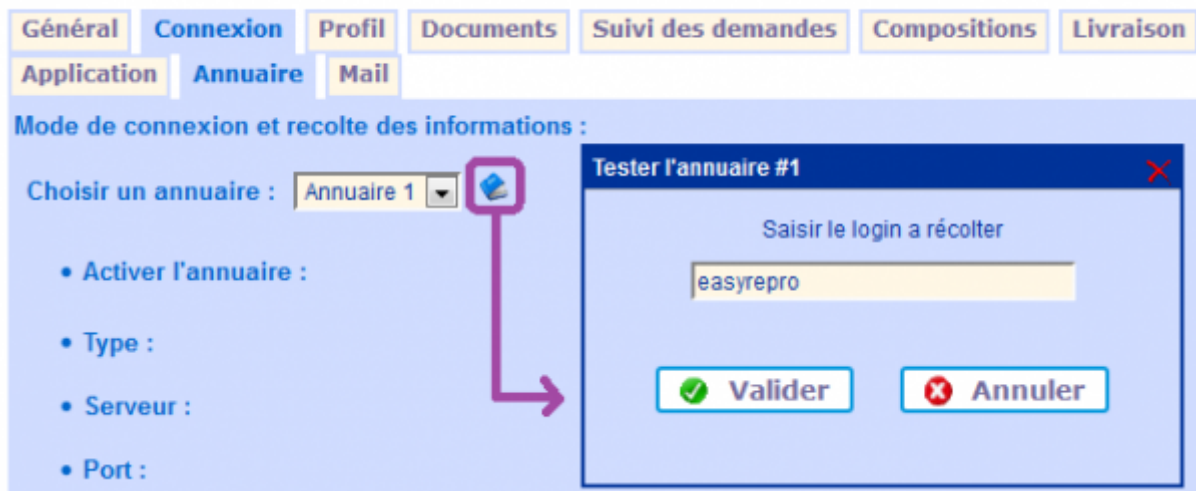 Général Connexion Profil Documents Suivi des demandes Compositions Livraison
Application Annuaire Mail
Mode de connexion et recolte des informations :
Choisir un annuaire : Annuaire 1
• Activer l'annuaire :
• Type :
• Serveur :
• Port :
Tester l'annuaire #1
Saisir le login a récolter
easyrepro
Valider Annuler